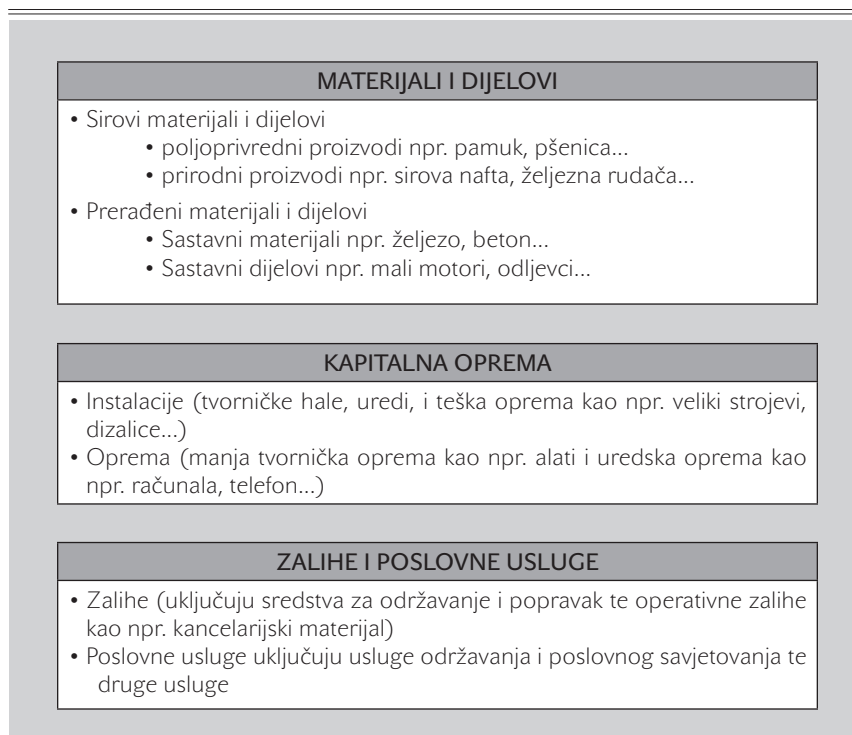 MATERIJALI I DIJELOVI
• Sirovi materijali i dijelovi
• poljoprivredni proizvodi npr. pamuk, pšenica...
• prirodni proizvodi npr. sirova nafta, željezna rudača...
• Prerađeni materijali i dijelovi
• Sastavni materijali npr. željezo, beton...
• Sastavni dijelovi npr. mali motori, odljevci...
KAPITALNA OPREMA
• Instalacije (tvorničke hale, uredi, i teška oprema kao npr. veliki strojevi,
dizalice...)
• Oprema (manja tvornička oprema kao npr. alati i uredska oprema kao
npr. računala, telefon...)
ZALIHE I POSLOVNE USLUGE
• Zalihe (uključuju sredstva za održavanje i popravak te operativne zalihe
kao npr. kancelarijski materijal)
• Poslovne usluge uključuju usluge održavanja i poslovnog savjetovanja te
druge usluge